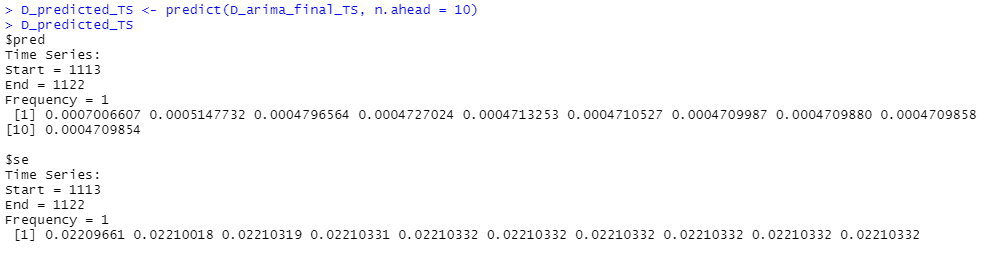 > D_predicted_TS <- predict(D_arima_final_TS, n.ahead = 10)
> D_predicted_TS
$pred
Time Series:
Start = 1113
End = 1122
Frequency = 1
 [1] 0.0007006607 0.0005147732 0.0004796564 0.0004727024 0.0004713253 0.0004710527 0.0004709987 0.0004709880 0.0004709858
[10] 0.0004709854

$se
Time Series:
Start = 1113
End = 1122
Frequency = 1
 [1] 0.02209661 0.02210018 0.02210319 0.02210331 0.02210332 0.02210332 0.02210332 0.02210332 0.02210332 0.02210332